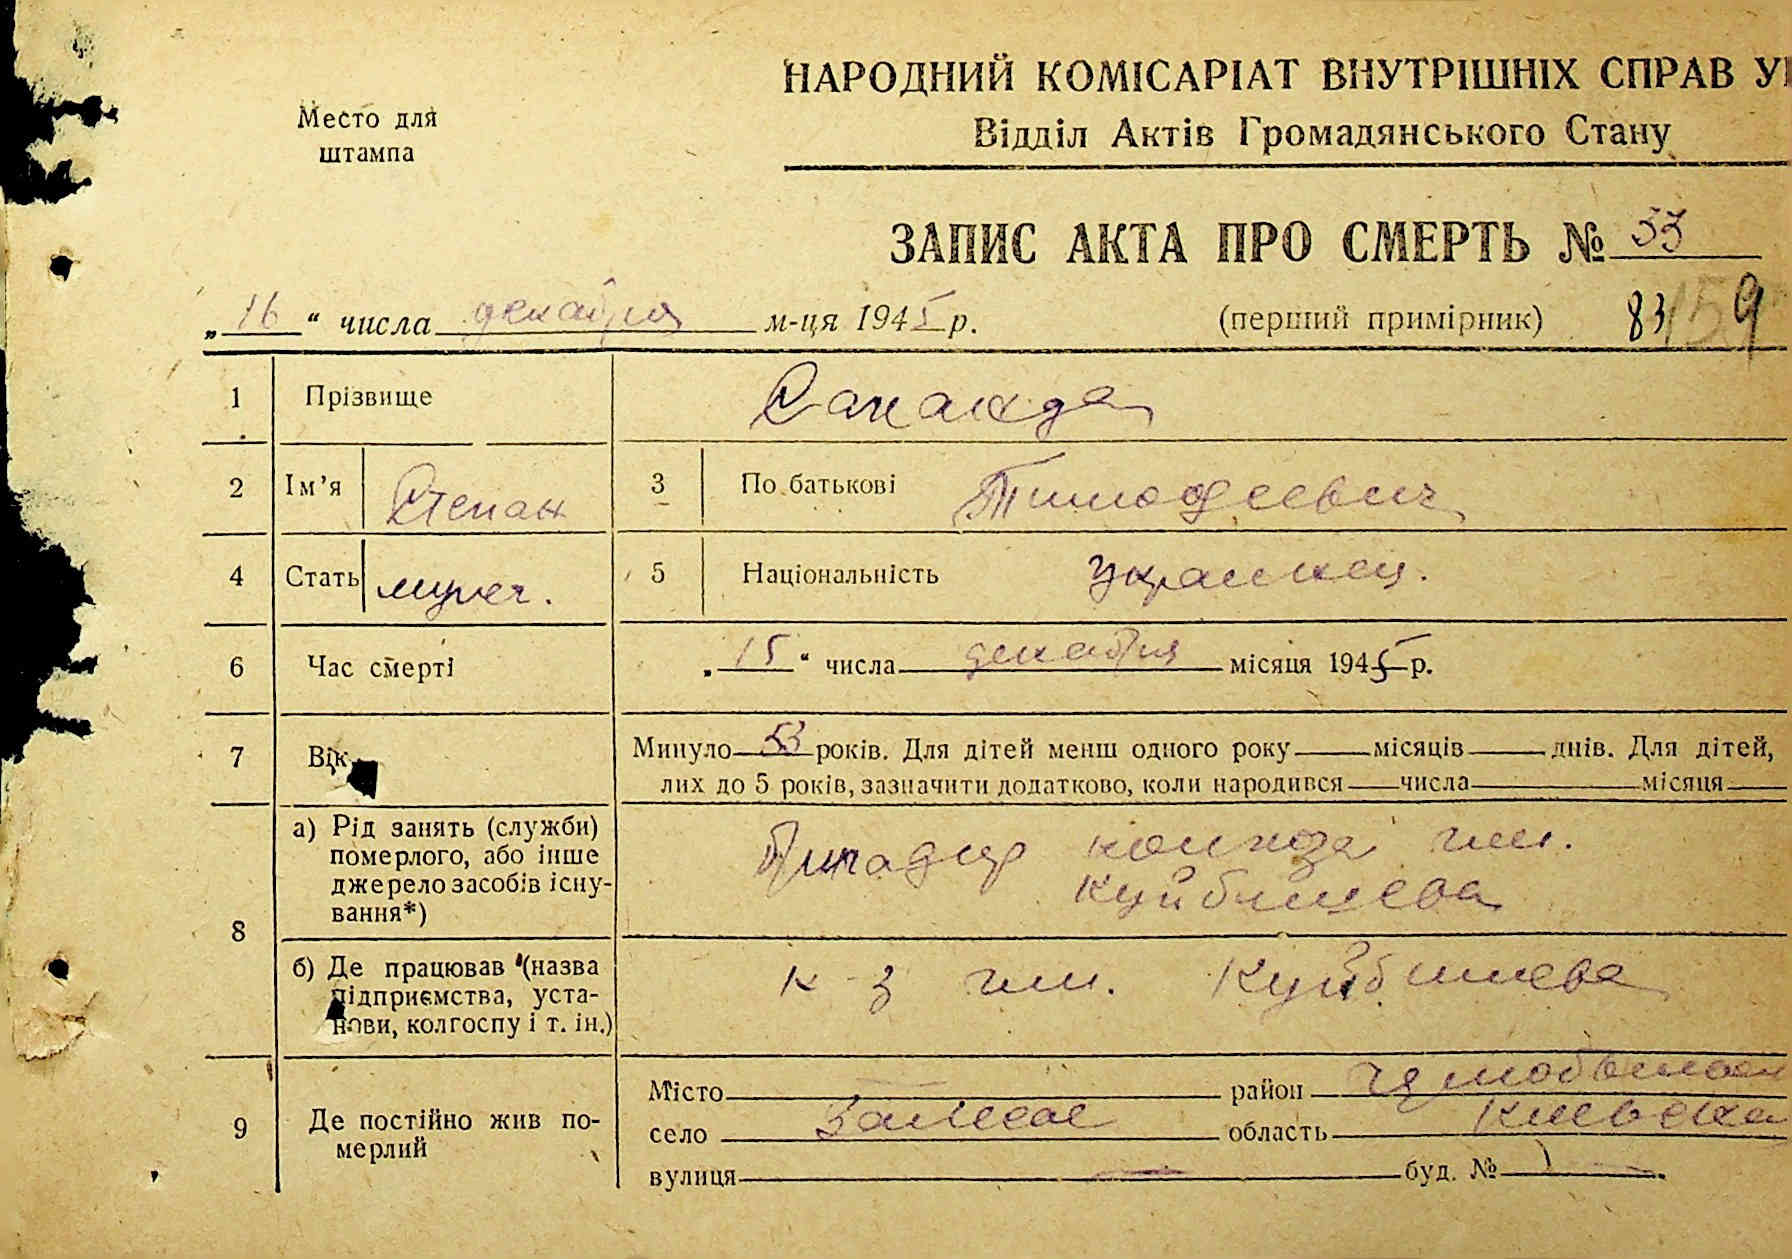 НАРОДНИЙ КОМІСАРІАТ ВНУТРІШНІХ СПРАВ
Место для
штампа
Відділ Актів Громадянського Стану
ЗАПИС АКТА ПРО СМЕРТЬ № 53
„16“ числа декабря м-ця 1945 р. (перший примірник) 83 159
1 Прізвище
2 Ім'я Степан 3 По батькові Тимофеевич
4 Стать мужч. 5 Національність украинец.
6 Час смерті „15“ числа декабря місяця 1945 р.
7 Вік Минуло 53 років. Для дітей менш одного року місяців днів. Для дітей,
лих до 5 років, зазначити додатково, коли народився числа місяця
8 а) Рід занять (служби) померлого, або інше джерело засобів існування*) Бригадир колхоза им.
Куйбышева
б) Де працював (назва підприємства, установи, колгоспу і т. ін.) к-з им. Куйбишева
9 Де постійно жив померлий Місто — район
село Залесье область Киевска
вулиця — буд. № —